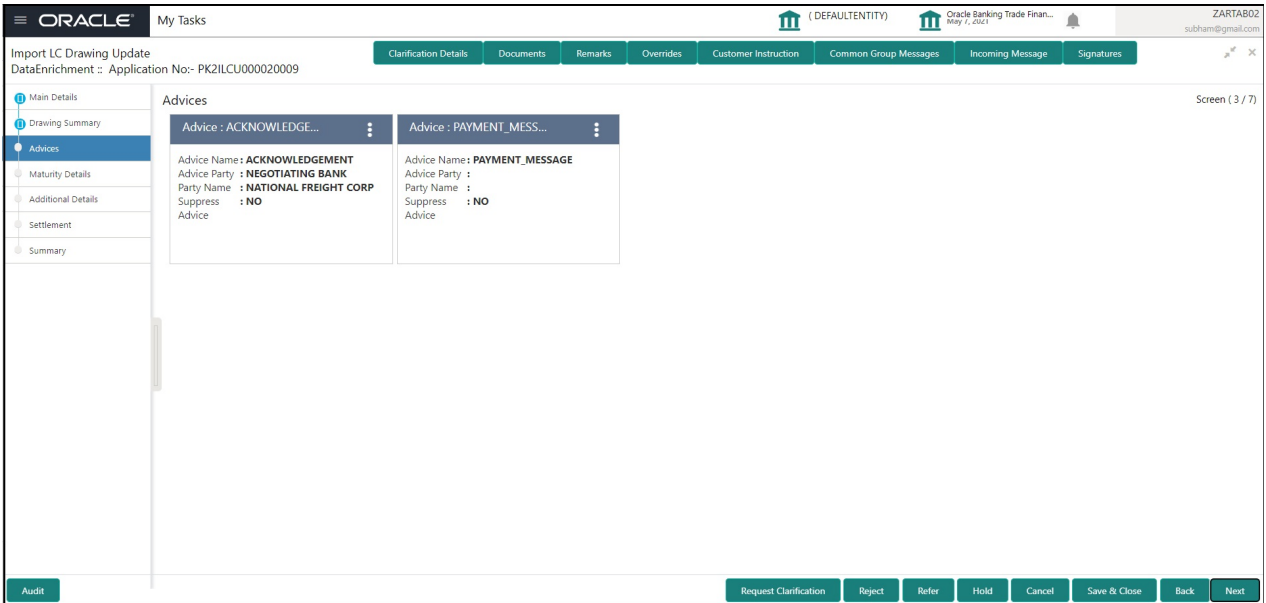 ORACLE®
My Tasks
( DEFAULTENTITY)
Oracle Banking Trade Finan...
May 7, 2021
ZARTAB02
subham@gmail.com
Import LC Drawing Update
DataEnrichment :: Application No:- PK2ILCU000020009
Clarification Details
Documents
Remarks
Overrides
Customer Instruction
Common Group Messages
Incoming Message
Signatures
Main Details
Drawing Summary
Advices
Maturity Details
Additional Details
Settlement
Summary
Advices
Screen ( 3 / 7)
Advice : ACKNOWLEDGE...
Advice Name : ACKNOWLEDGEMENT
Advice Party : NEGOTIATING BANK
Party Name : NATIONAL FREIGHT CORP
Suppress : NO
Advice
Advice : PAYMENT_MESS...
Advice Name : PAYMENT_MESSAGE
Advice Party :
Party Name :
Suppress : NO
Advice
Audit
Request Clarification
Reject
Refer
Hold
Cancel
Save & Close
Back
Next